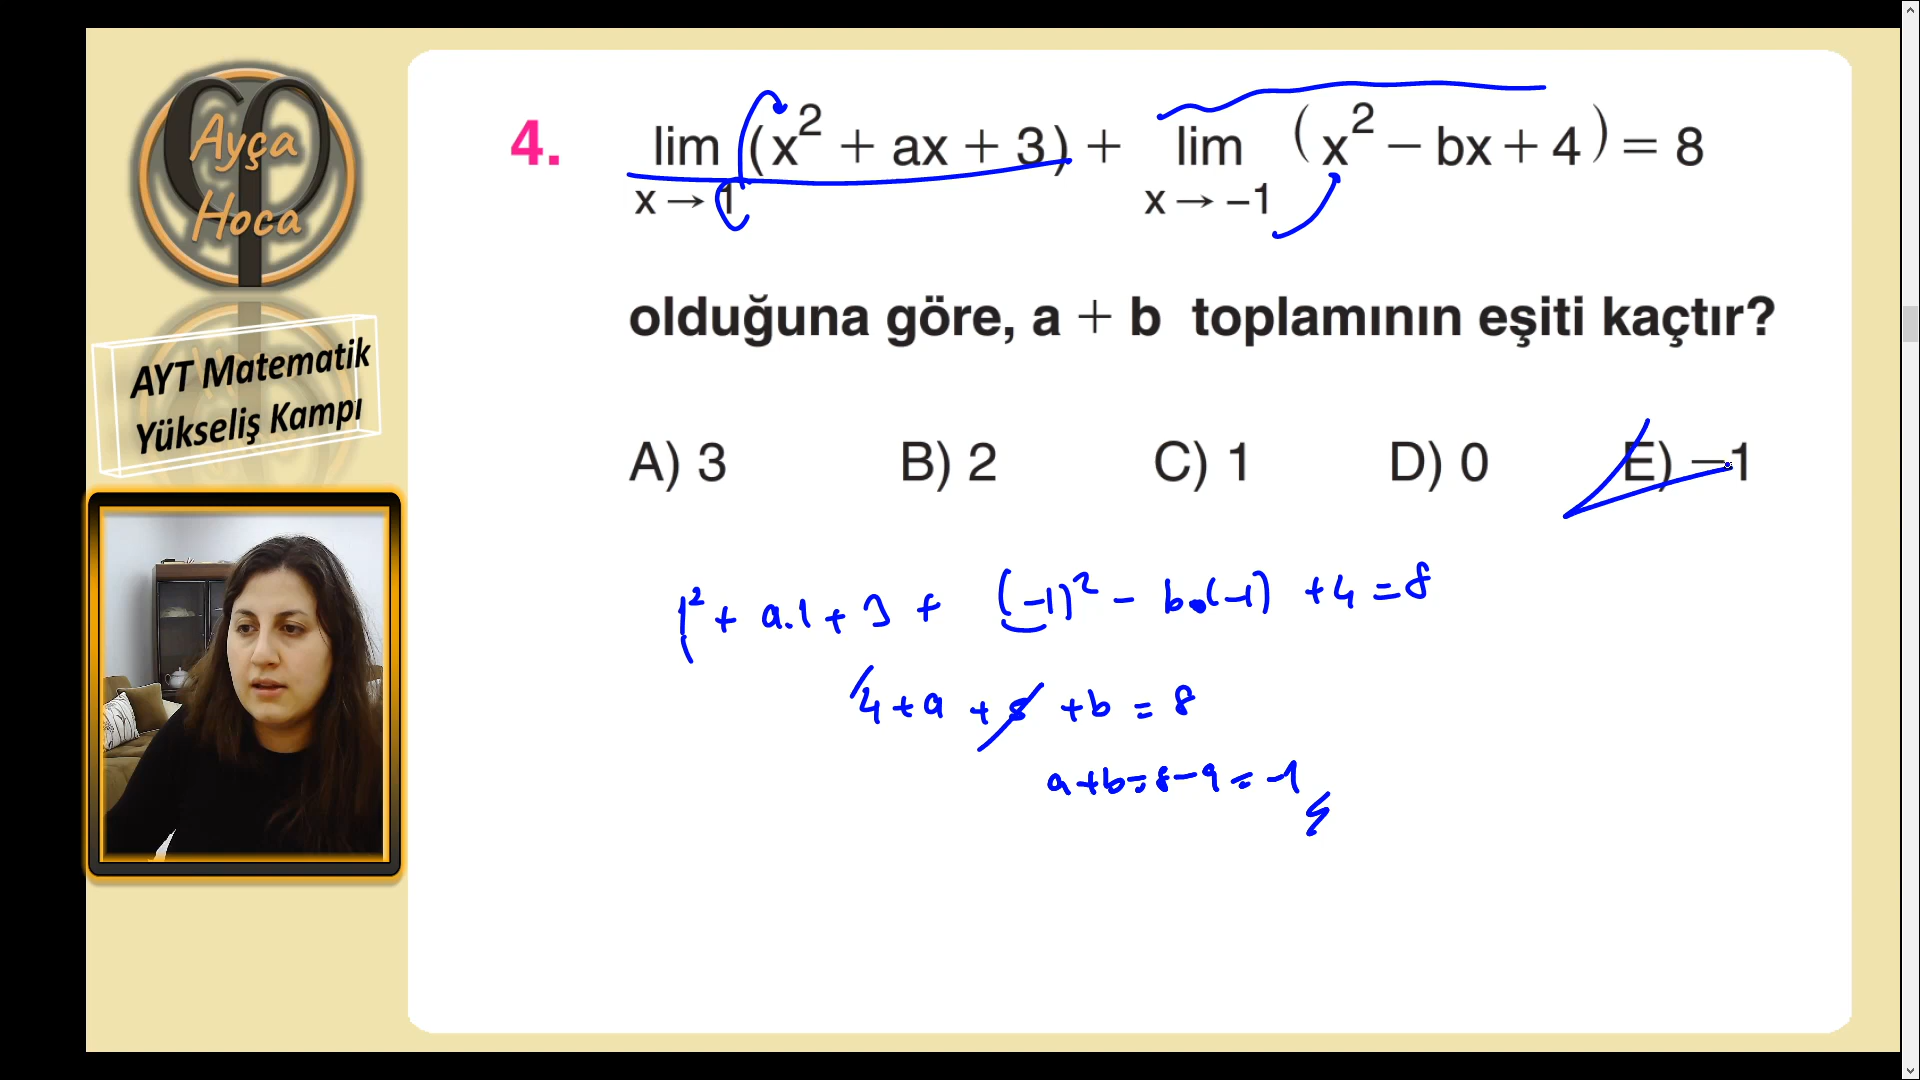 Ayça
Hoca
AYT Matematik
Yükseliş Kampı
4. lim (x² + ax + 3) + lim (x² − bx + 4) = 8
x → 1 x → −1
olduğuna göre, a + b toplamının eşiti kaçtır?
A) 3 B) 2 C) 1 D) 0 E) −1
1² + a.1 + 3 + (-1)² - b.(-1) + 4 = 8
4 + a + 5 + b = 8
a + b = 8 - 9 = -1